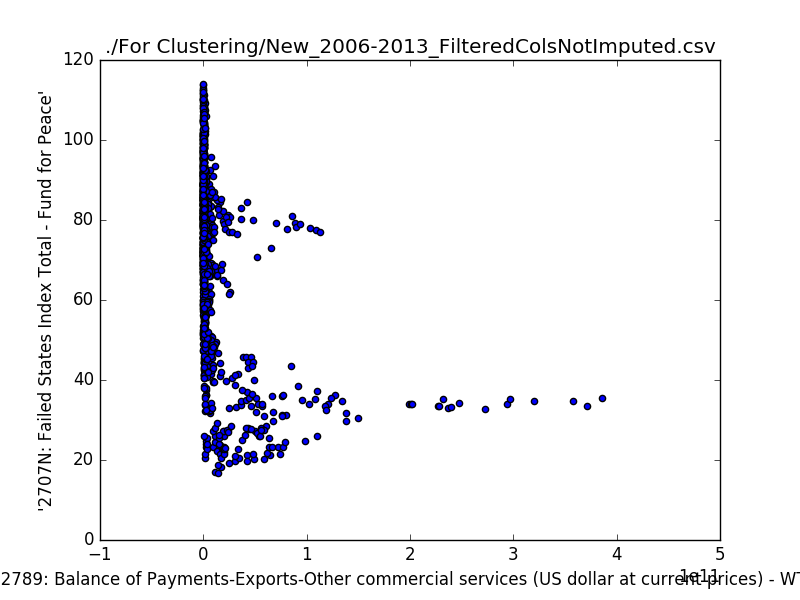 ./For Clustering/New_2006-2013_FilteredColsNotImputed.csv
'2707N: Failed States Index Total - Fund for Peace'
120
100
80
60
40
20
0
−1 0 1 2 3 4 5
1e11
2789: Balance of Payments-Exports-Other commercial services (US dollar at current prices) - WT